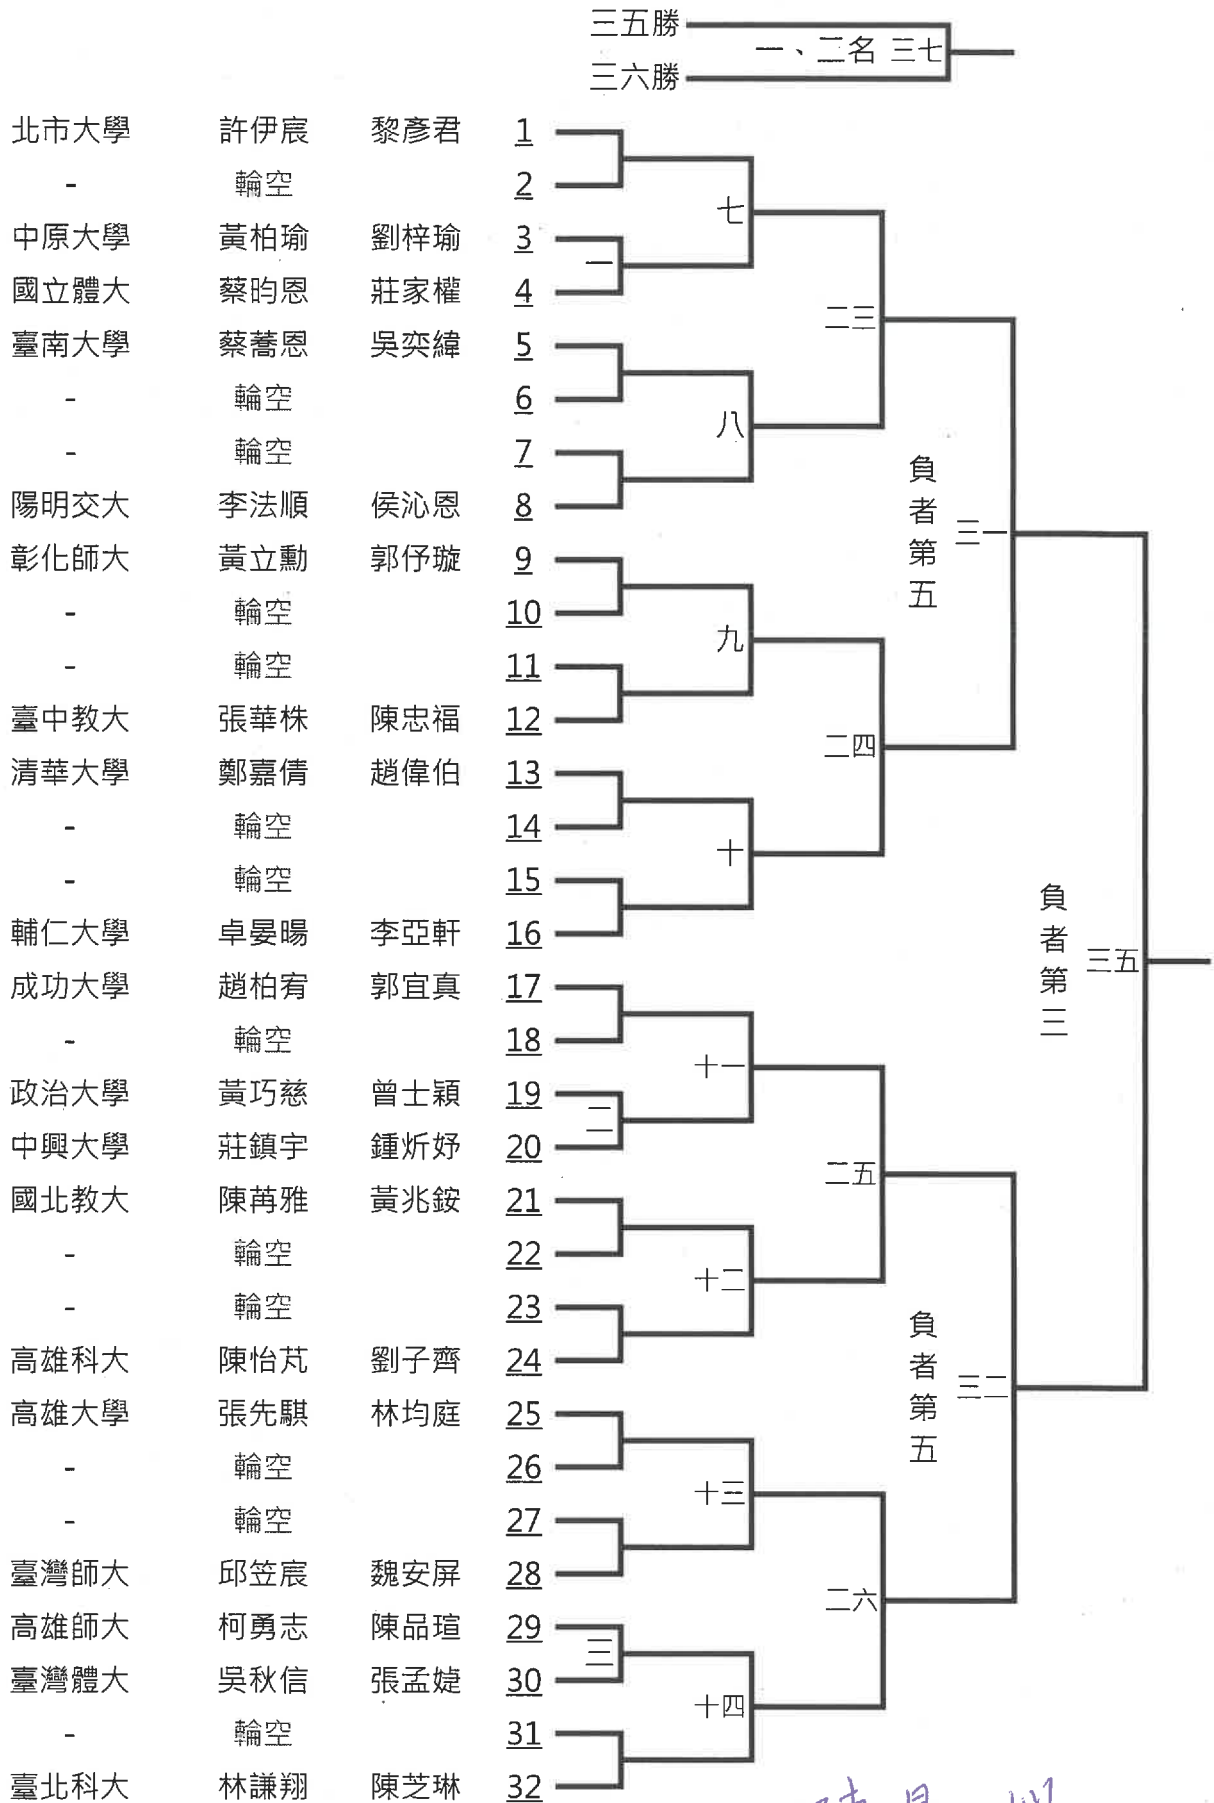 三五勝
一、二名 三七
三六勝
北市大學 許伊宸 黎彥君 1
- 輪空 2
七
中原大學 黃柏瑜 劉梓瑜 3
一
國立體大 蔡昀恩 莊家權 4
二三
臺南大學 蔡蕎恩 吳奕緯 5
- 輪空 6
八
- 輪空 7
陽明交大 李法順 侯沁恩 8
負者第五 三一
彰化師大 黃立勳 郭伃璇 9
- 輪空 10
九
- 輪空 11
臺中教大 張華株 陳忠福 12
二四
清華大學 鄭嘉倩 趙偉伯 13
- 輪空 14
十
- 輪空 15
輔仁大學 卓晏暘 李亞軒 16
負者第三 三五
成功大學 趙柏宥 郭宜真 17
- 輪空 18
十一
政治大學 黃巧慈 曾士穎 19
二
中興大學 莊鎮宇 鍾炘妤 20
二五
國北教大 陳苒雅 黃兆銨 21
- 輪空 22
十二
- 輪空 23
高雄科大 陳怡芃 劉子齊 24
負者第五 三二
高雄大學 張先騏 林均庭 25
- 輪空 26
十三
- 輪空 27
臺灣師大 邱笠宸 魏安屏 28
二六
高雄師大 柯勇志 陳品瑄 29
三
臺灣體大 吳秋信 張孟婕 30
十四
- 輪空 31
臺北科大 林謙翔 陳芝琳 32